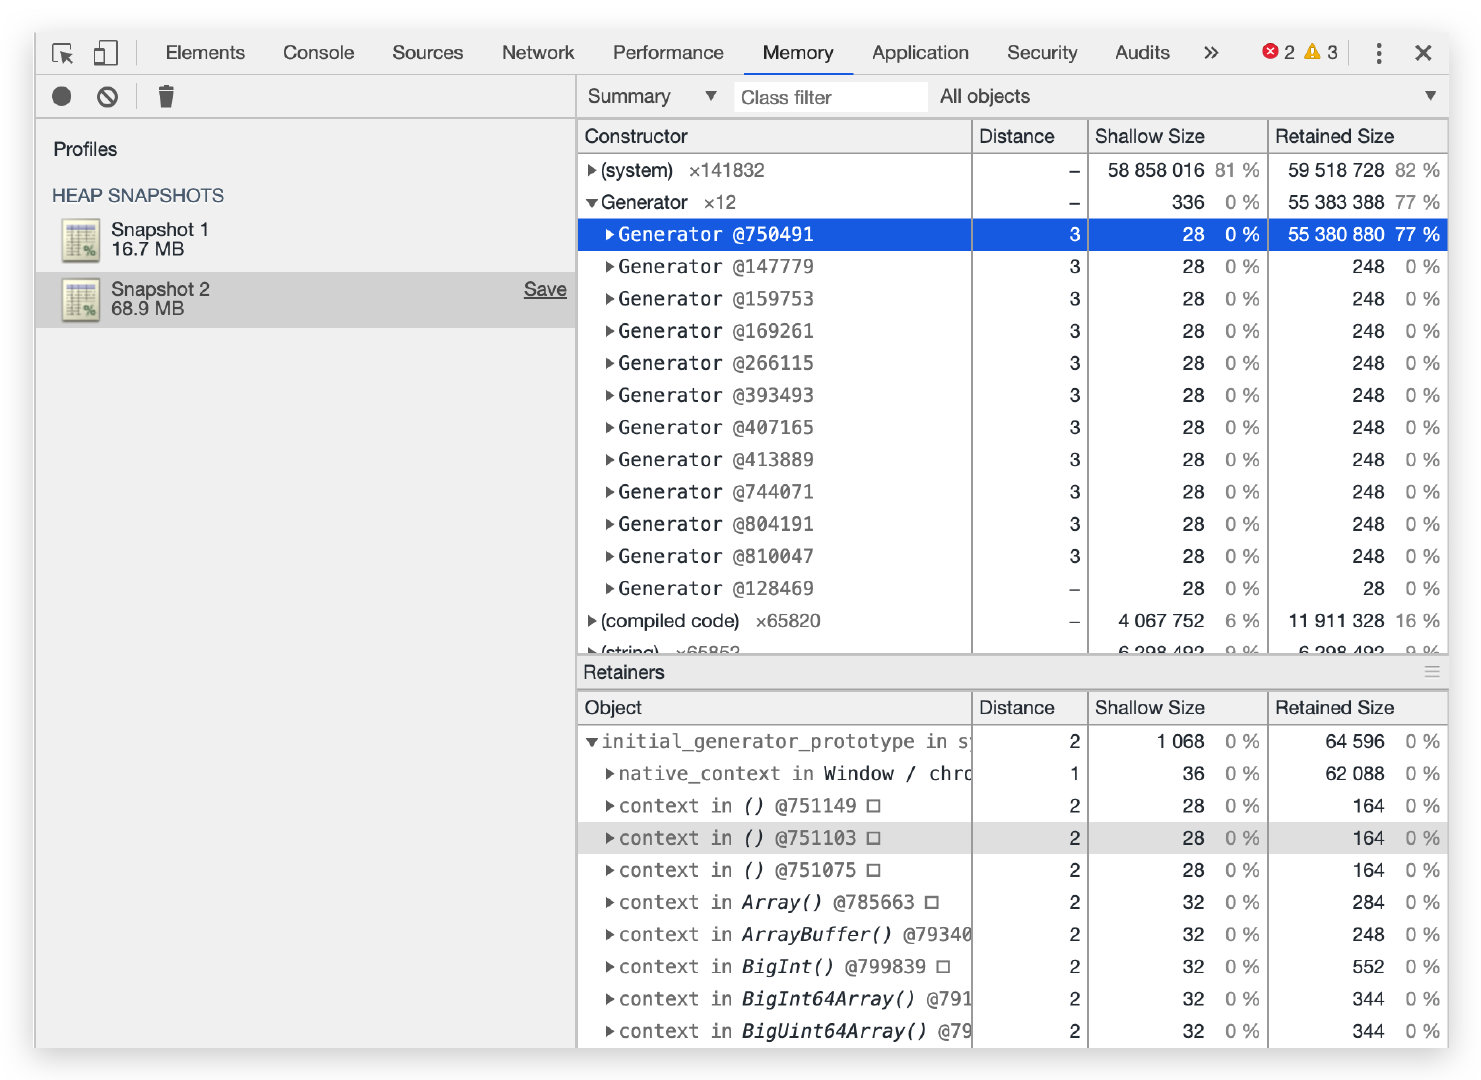 Elements Console Sources Network Performance Memory Application Security Audits » 2 3
Summary Class filter All objects
Profiles
HEAP SNAPSHOTS
Snapshot 1
16.7 MB
Snapshot 2
68.9 MB
Save
Constructor Distance Shallow Size Retained Size
(system) ×141832 – 58 858 016 81 % 59 518 728 82 %
Generator ×12 – 336 0 % 55 383 388 77 %
Generator @750491 3 28 0 % 55 380 880 77 %
Generator @147779 3 28 0 % 248 0 %
Generator @159753 3 28 0 % 248 0 %
Generator @169261 3 28 0 % 248 0 %
Generator @266115 3 28 0 % 248 0 %
Generator @393493 3 28 0 % 248 0 %
Generator @407165 3 28 0 % 248 0 %
Generator @413889 3 28 0 % 248 0 %
Generator @744071 3 28 0 % 248 0 %
Generator @804191 3 28 0 % 248 0 %
Generator @810047 3 28 0 % 248 0 %
Generator @128469 – 28 0 % 28 0 %
(compiled code) ×65820 – 4 067 752 6 % 11 911 328 16 %
(string) ×65852 6 298 492 9 % 6 298 492 9 %
Retainers
Object Distance Shallow Size Retained Size
initial_generator_prototype in sy 2 1 068 0 % 64 596 0 %
native_context in Window / chro 1 36 0 % 62 088 0 %
context in () @751149 2 28 0 % 164 0 %
context in () @751103 2 28 0 % 164 0 %
context in () @751075 2 28 0 % 164 0 %
context in Array() @785663 2 32 0 % 284 0 %
context in ArrayBuffer() @79340 2 32 0 % 248 0 %
context in BigInt() @799839 2 32 0 % 552 0 %
context in BigInt64Array() @791 2 32 0 % 344 0 %
context in BigUint64Array() @79 2 32 0 % 344 0 %